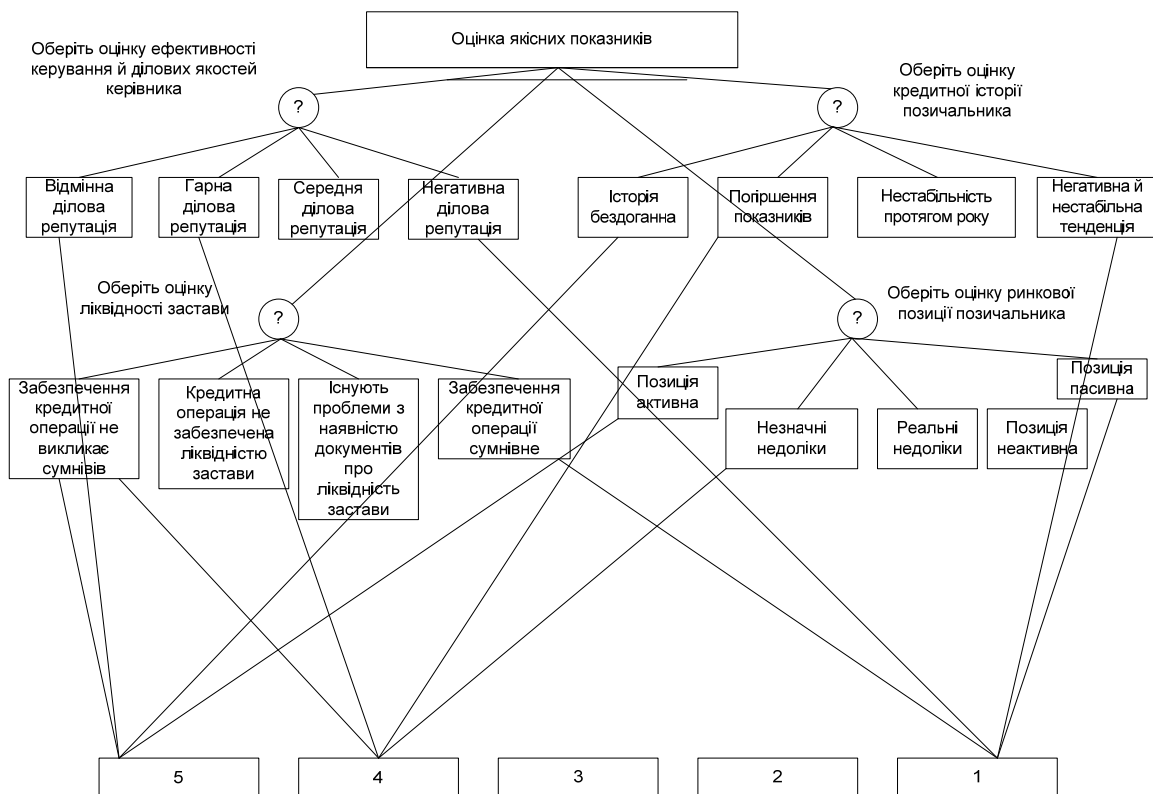 Оцінка якісних показників
Оберіть оцінку ефективності
керування й ділових якостей
керівника
?
Оберіть оцінку
кредитної історії
позичальника
?
Відмінна
ділова
репутація
Гарна
ділова
репутація
Середня
ділова
репутація
Негативна
ділова
репутація
Історія
бездоганна
Погіршення
показників
Нестабільність
протягом року
Негативна й
нестабільна
тенденція
Оберіть оцінку
ліквідності застави
?
Оберіть оцінку ринкової
позиції позичальника
?
Забезпечення
кредитної
операції не
викликає
сумнівів
Кредитна
операція не
забезпечена
ліквідністю
застави
Існують
проблеми з
наявністю
документів
про
ліквідність
застави
Забезпечення
кредитної
операції
сумнівне
Позиція
активна
Незначні
недоліки
Реальні
недоліки
Позиція
неактивна
Позиція
пасивна
5
4
3
2
1